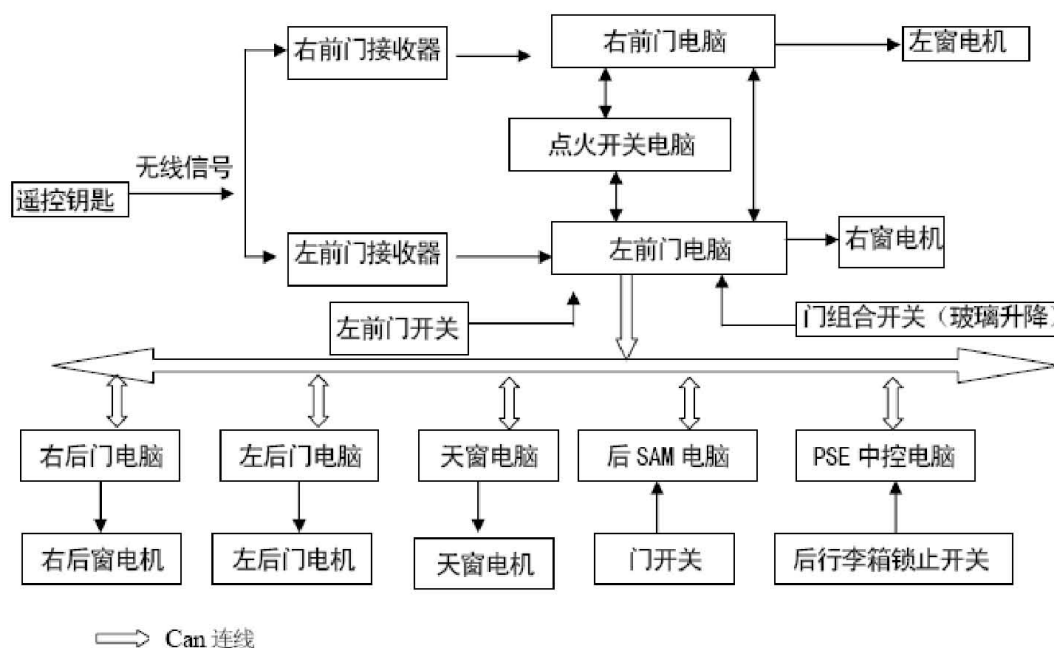 右前门接收器
右前门电脑
左窗电机
点火开关电脑
无线信号
遥控钥匙
左前门接收器
左前门电脑
右窗电机
左前门开关
门组合开关（玻璃升降）
右后门电脑
左后门电脑
天窗电脑
后 SAM 电脑
PSE 中控电脑
右后窗电机
左后门电机
天窗电机
门开关
后行李箱锁止开关
Can 连线